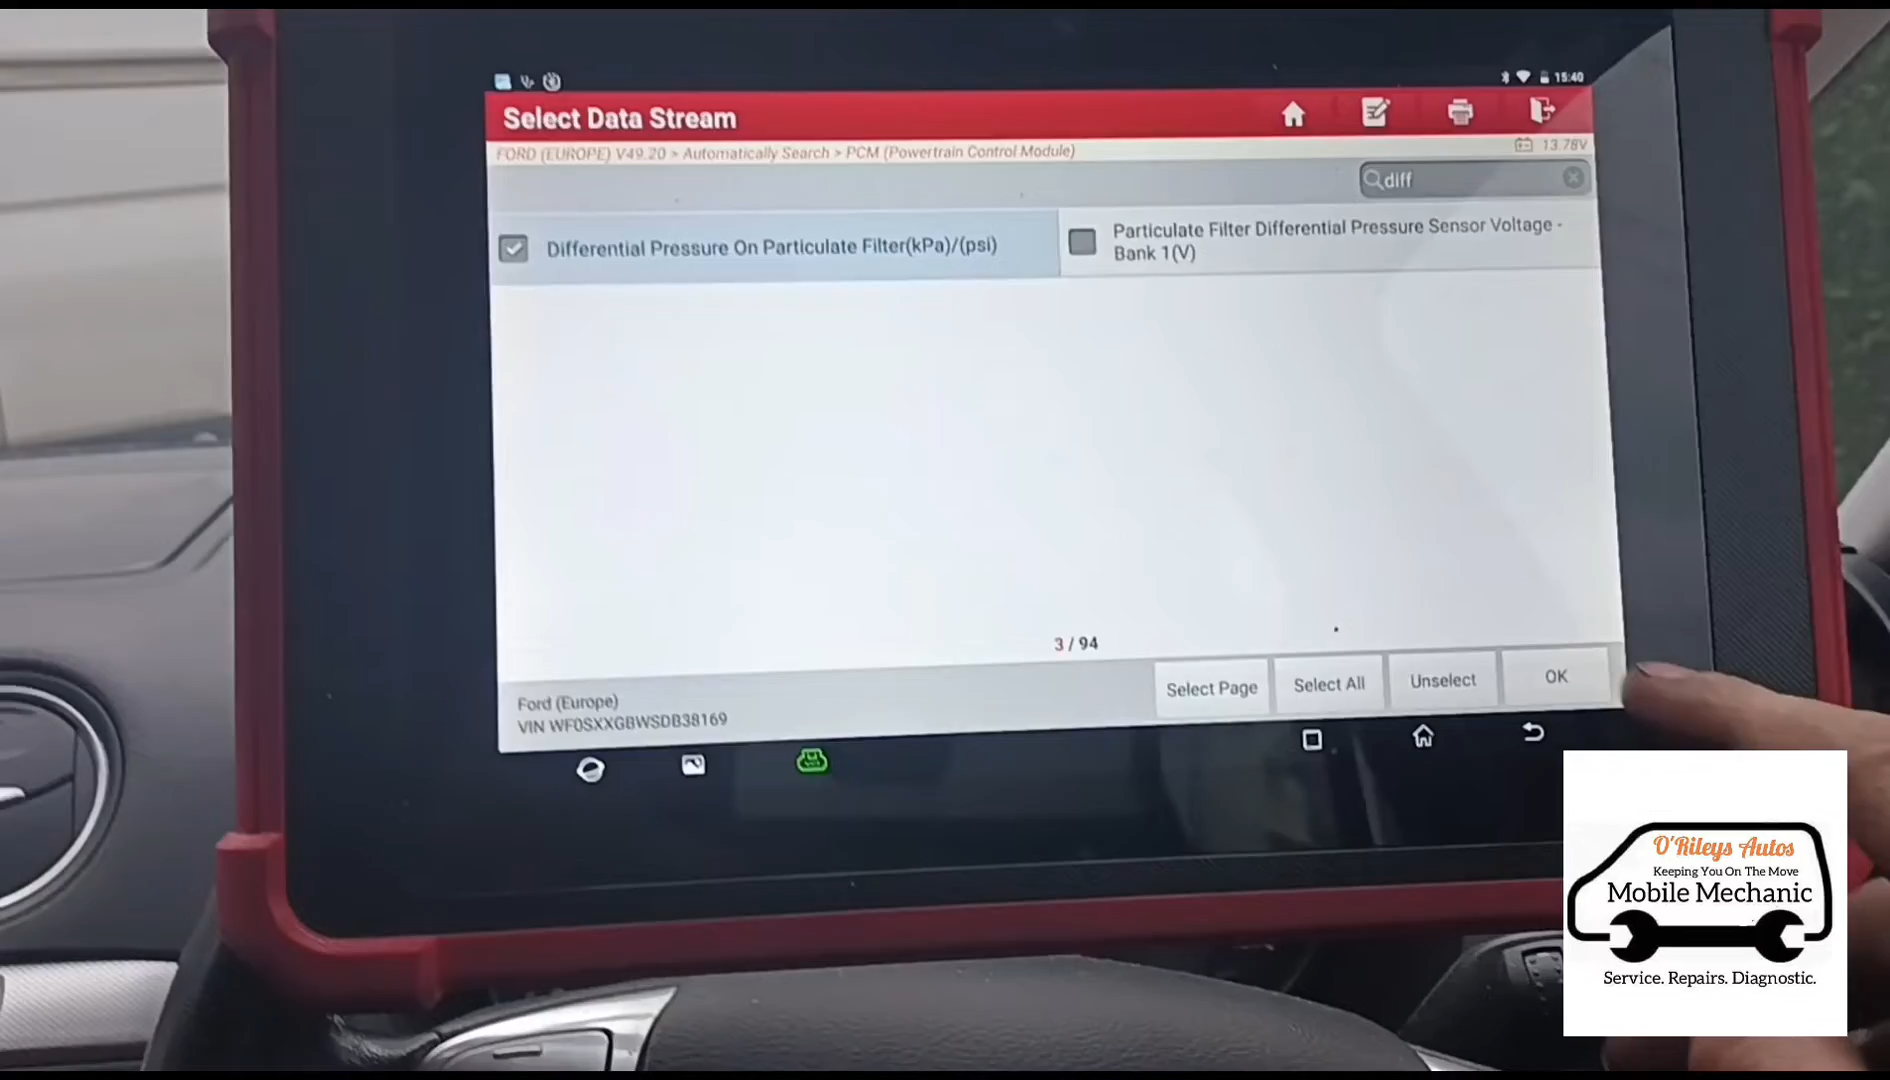 15:40
Select Data Stream
FORD (EUROPE) V49.20 > Automatically Search > PCM (Powertrain Control Module)
13.78V
diff
Differential Pressure On Particulate Filter(kPa)/(psi)
Particulate Filter Differential Pressure Sensor Voltage -
Bank 1(V)
3 / 94
Select Page
Select All
Unselect
OK
Ford (Europe)
VIN WF0SXXGBWSDB38169
O'Rileys Autos
Keeping You On The Move
Mobile Mechanic
Service. Repairs. Diagnostic.